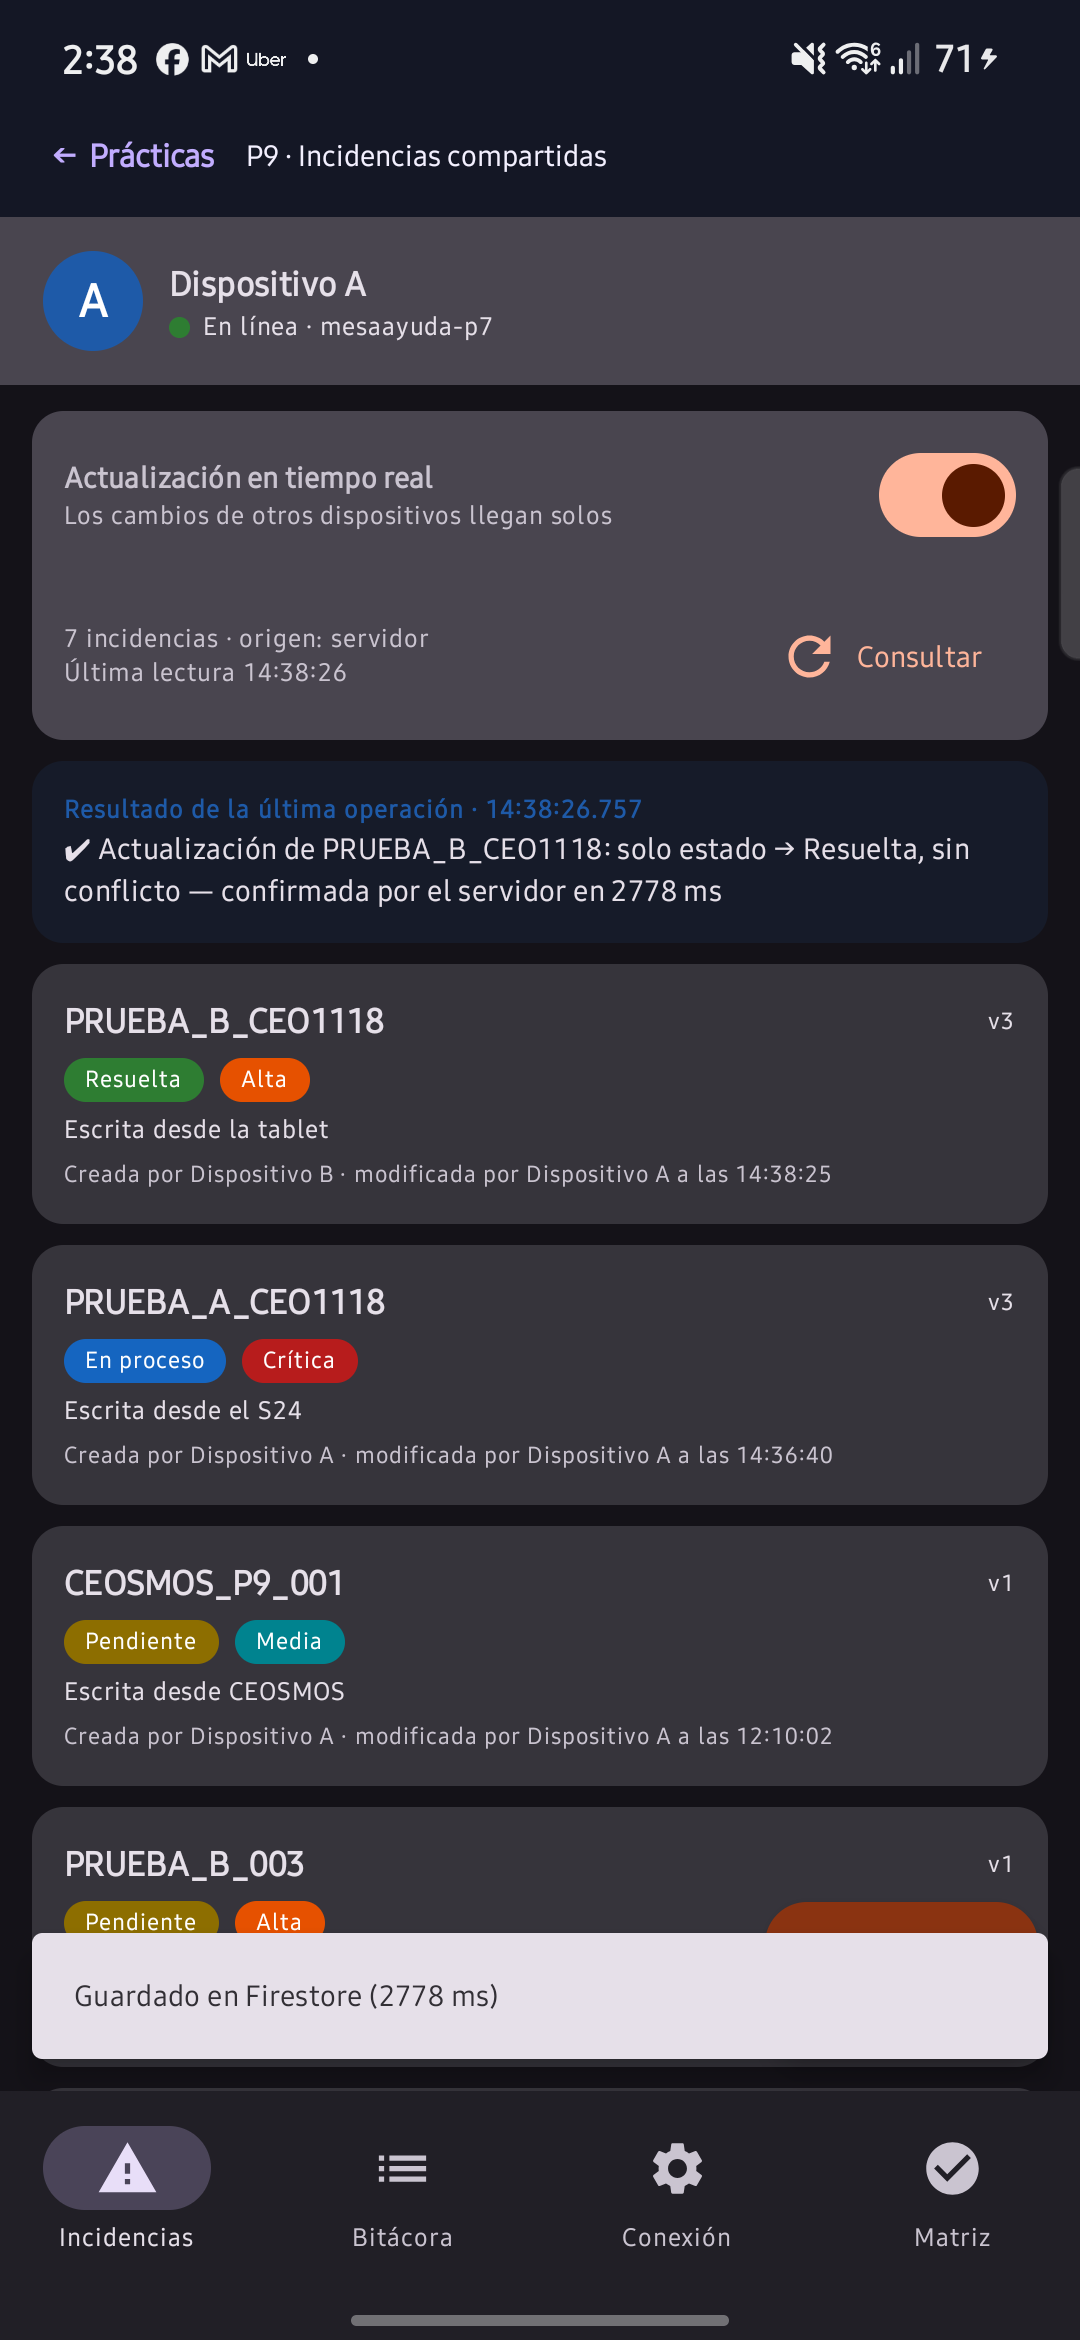 2:38 Uber 6 71
← Prácticas P9 · Incidencias compartidas
A
Dispositivo A
En línea · mesaayuda-p7
Actualización en tiempo real
Los cambios de otros dispositivos llegan solos
7 incidencias · origen: servidor
Última lectura 14:38:26
Consultar
Resultado de la última operación · 14:38:26.757
✔ Actualización de PRUEBA_B_CEO1118: solo estado → Resuelta, sin
conflicto — confirmada por el servidor en 2778 ms
PRUEBA_B_CEO1118 v3
Resuelta Alta
Escrita desde la tablet
Creada por Dispositivo B · modificada por Dispositivo A a las 14:38:25
PRUEBA_A_CEO1118 v3
En proceso Crítica
Escrita desde el S24
Creada por Dispositivo A · modificada por Dispositivo A a las 14:36:40
CEOSMOS_P9_001 v1
Pendiente Media
Escrita desde CEOSMOS
Creada por Dispositivo A · modificada por Dispositivo A a las 12:10:02
PRUEBA_B_003 v1
Pendiente Alta
Guardado en Firestore (2778 ms)
Incidencias Bitácora Conexión Matriz